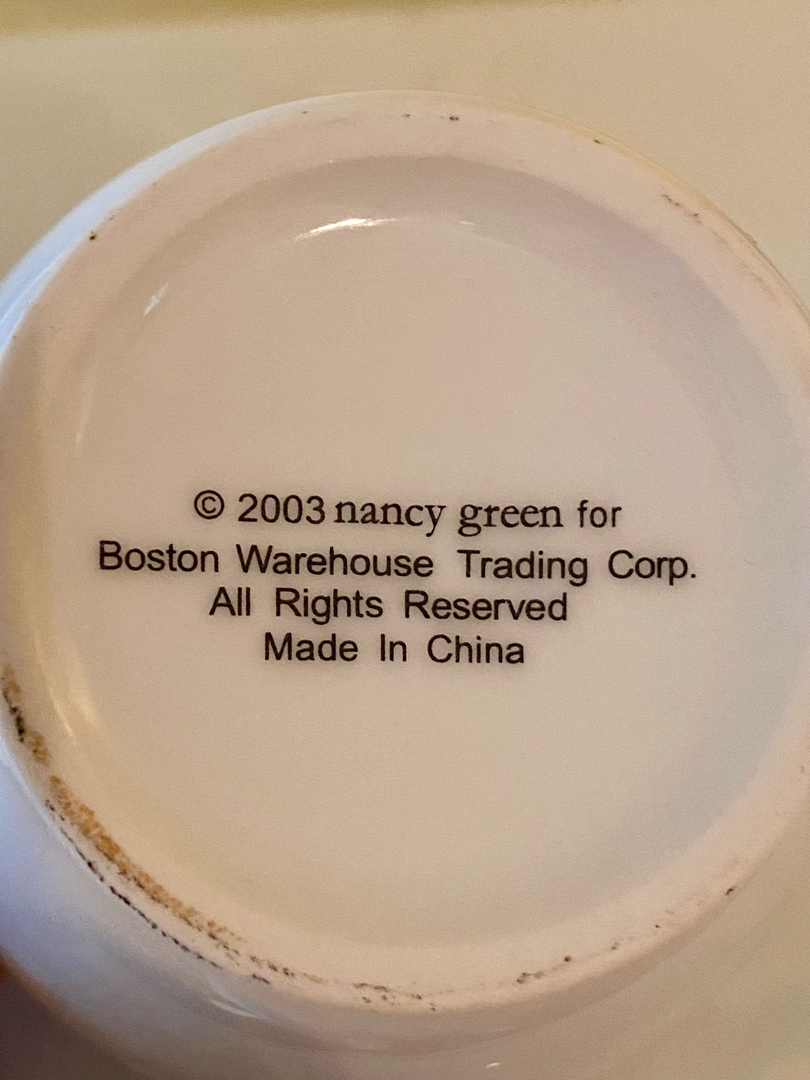 © 2003 nancy green for
Boston Warehouse Trading Corp.
All Rights Reserved
Made In China